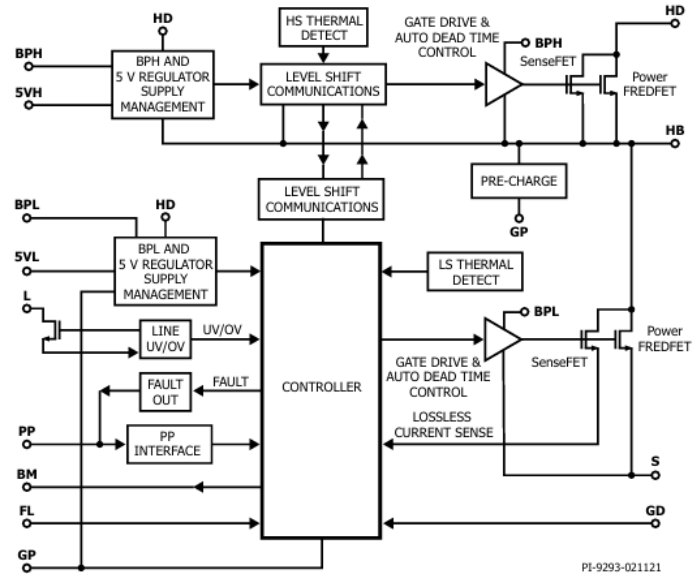 HD
HD
HS THERMAL
DETECT
GATE DRIVE &
AUTO DEAD TIME
CONTROL
BPH
BPH
BPH AND
5 V REGULATOR
SUPPLY
MANAGEMENT
5VH
LEVEL SHIFT
COMMUNICATIONS
SenseFET
Power
FREDFET
HB
PRE-CHARGE
GP
LEVEL SHIFT
COMMUNICATIONS
BPL
HD
BPL AND
5 V REGULATOR
SUPPLY
MANAGEMENT
5VL
LS THERMAL
DETECT
L
LINE
UV/OV
UV/OV
BPL
Power
FREDFET
SenseFET
GATE DRIVE &
AUTO DEAD TIME
CONTROL
CONTROLLER
FAULT
OUT
FAULT
LOSSLESS
CURRENT SENSE
PP
PP
INTERFACE
BM
S
FL
GD
GP
PI-9293-021121